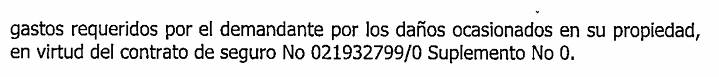 gastos requeridos por el demandante por los daños ocasionados en su propiedad,
en virtud del contrato de seguro No 021932799/0 Suplemento No 0.